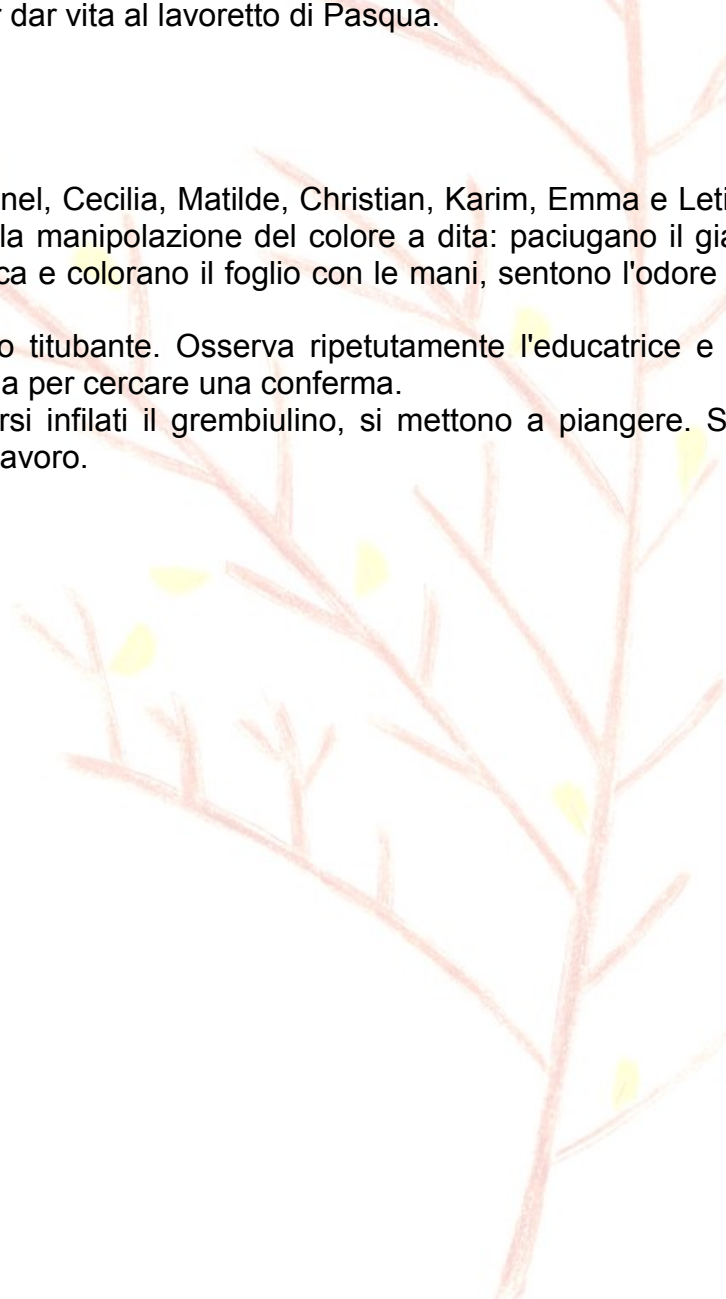 dar vita al lavoretto di Pasqua.
nel, Cecilia, Matilde, Christian, Karim, Emma e Leti
la manipolazione del colore a dita: paciugano il gia
ca e colorano il foglio con le mani, sentono l'odore
o titubante. Osserva ripetutamente l'educatrice e
a per cercare una conferma.
rsi infilati il grembiulino, si mettono a piangere. S
avoro.